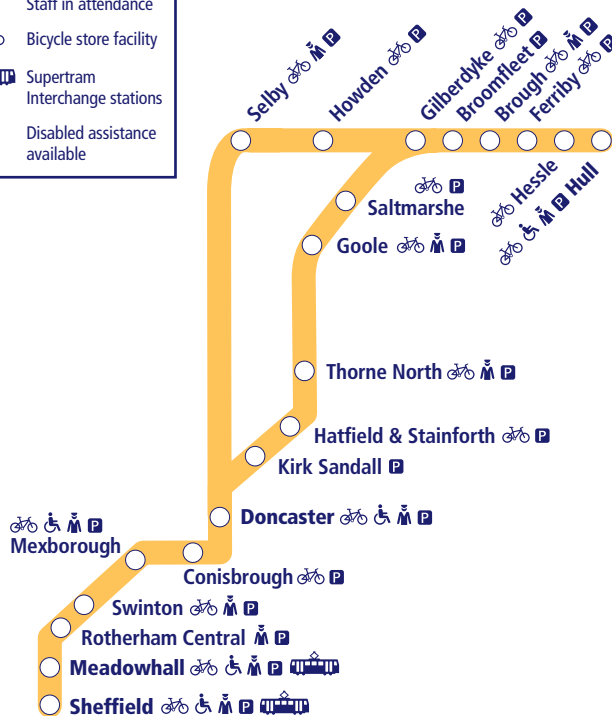 Staff in attendance
Bicycle store facility
Supertram
Interchange stations
Disabled assistance
available
Selby P
Howden P
Gilberdyke P
Broomfleet P
Brough P
Ferriby P
Hessle
P Hull
P
Saltmarshe
Goole P
Thorne North P
Hatfield & Stainforth P
Kirk Sandall P
Doncaster P
P
Mexborough
Conisbrough P
Swinton P
Rotherham Central P
Meadowhall P
Sheffield P